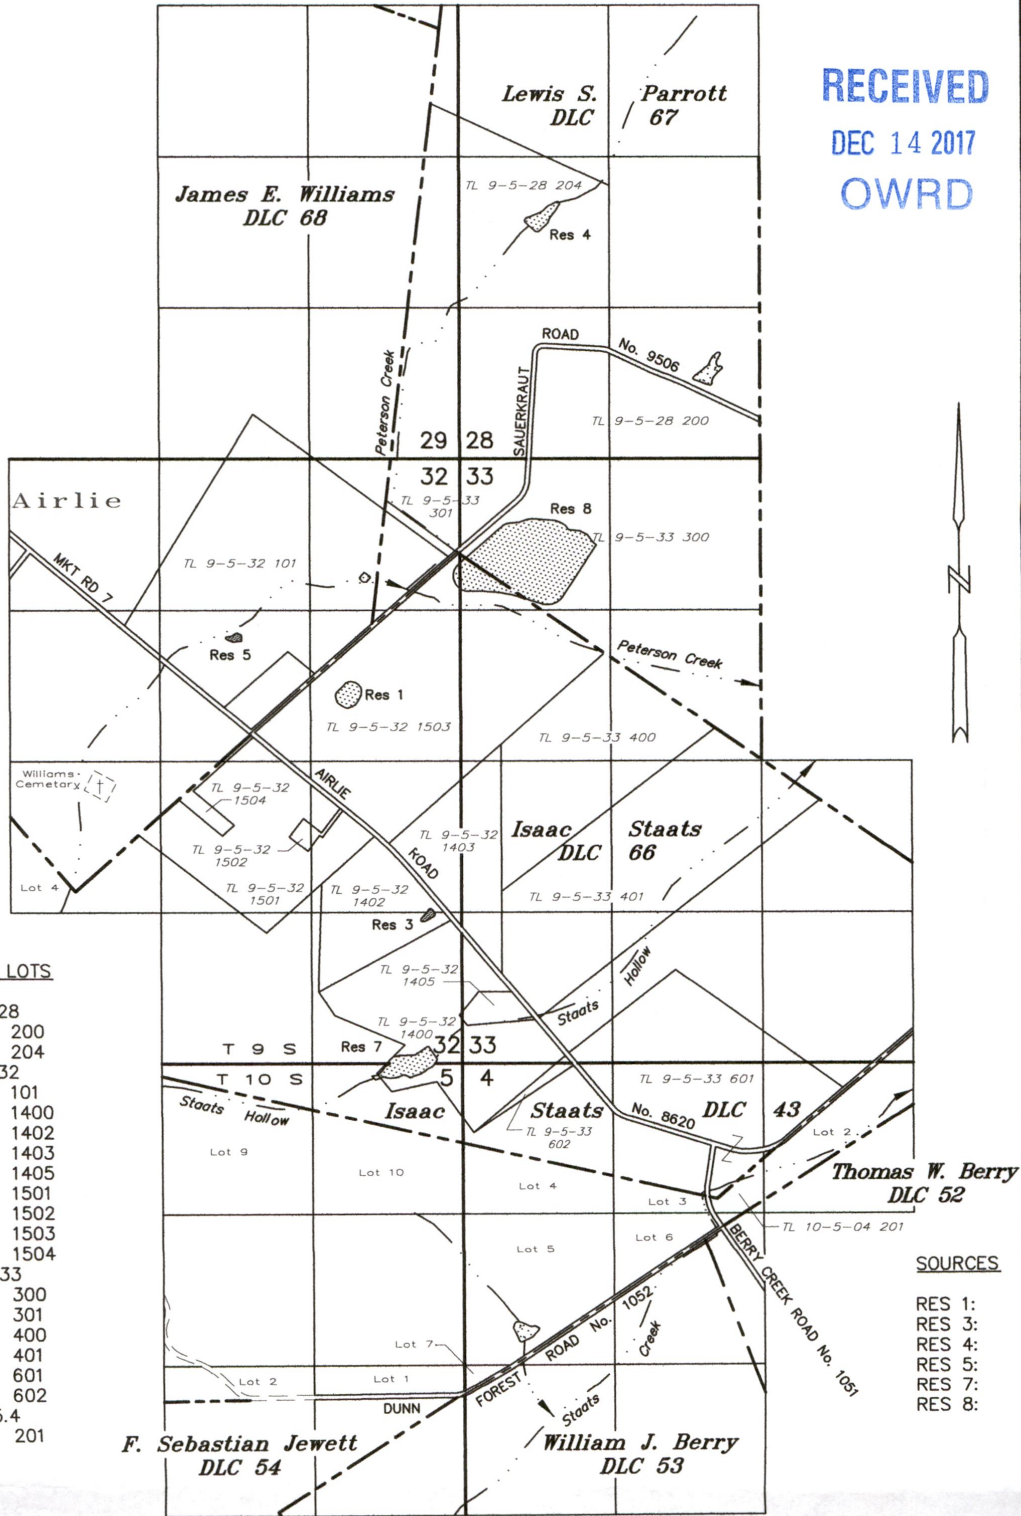 RECEIVED
DEC 14 2017
OWRD
Lewis S. Parrott
DLC 67
James E. Williams
DLC 68
TL 9-5-28 204
Res 4
ROAD
No. 9506
SAUERKRAUT
Peterson Creek
TL 9-5-28 200
29 28
32 33
Airlie
TL 9-5-33
301
Res 8
TL 9-5-33 300
MKT RD 7
TL 9-5-32 101
Res 5
Peterson Creek
Res 1
TL 9-5-32 1503
TL 9-5-33 400
Williams
Cemetary
TL 9-5-32
1504
AIRLIE
TL 9-5-32
1502
ROAD
TL 9-5-32
1403
Isaac Staats
DLC 66
Lot 4
TL 9-5-32
1501
TL 9-5-32
1402
TL 9-5-33 401
Res 3
TL 9-5-32
1405
Hollow
Staats
TL 9-5-32
1400
T 9 S
Res 7
32 33
T 10 S
5 4
TL 9-5-33 601
Staats Hollow
Isaac Staats DLC 43
No. 8620
TL 9-5-33
602
Lot 2
Lot 9
Lot 10
Lot 4
Lot 3
Thomas W. Berry
DLC 52
TL 10-5-04 201
Lot 5
Lot 6
BERRY CREEK ROAD No. 1051
Lot 7
Lot 2
Lot 1
DUNN
FOREST ROAD No. 1052
Creek
Staats
F. Sebastian Jewett
DLC 54
William J. Berry
DLC 53
LOTS
28
200
204
32
101
1400
1402
1403
1405
1501
1502
1503
1504
33
300
301
400
401
601
602
.4
201
SOURCES
RES 1:
RES 3:
RES 4:
RES 5:
RES 7:
RES 8:
N